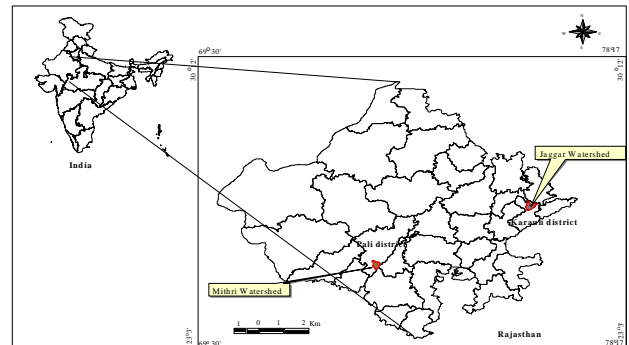 N
W E
S
69° 30'
78° 17
30° 12'
30° 12'
Jaggar Watershed
India
Karauli district
Pali district
Mithri Watershed
1 0 1 2 Km
Rajasthan
23° 3'
23° 3'
69° 30'
78° 17